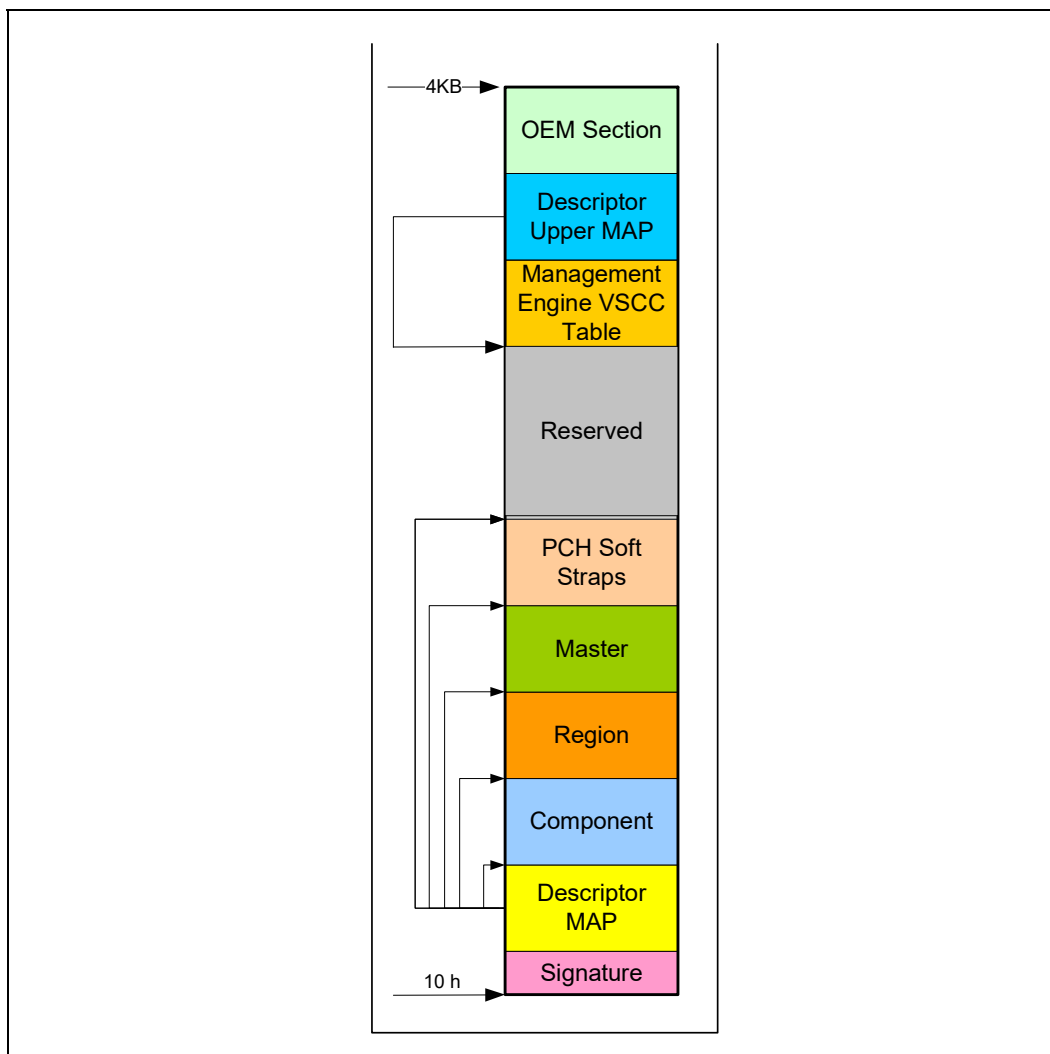 4KB
OEM Section
Descriptor
Upper MAP
Management
Engine VSCC
Table
Reserved
PCH Soft
Straps
Master
Region
Component
Descriptor
MAP
Signature
10 h